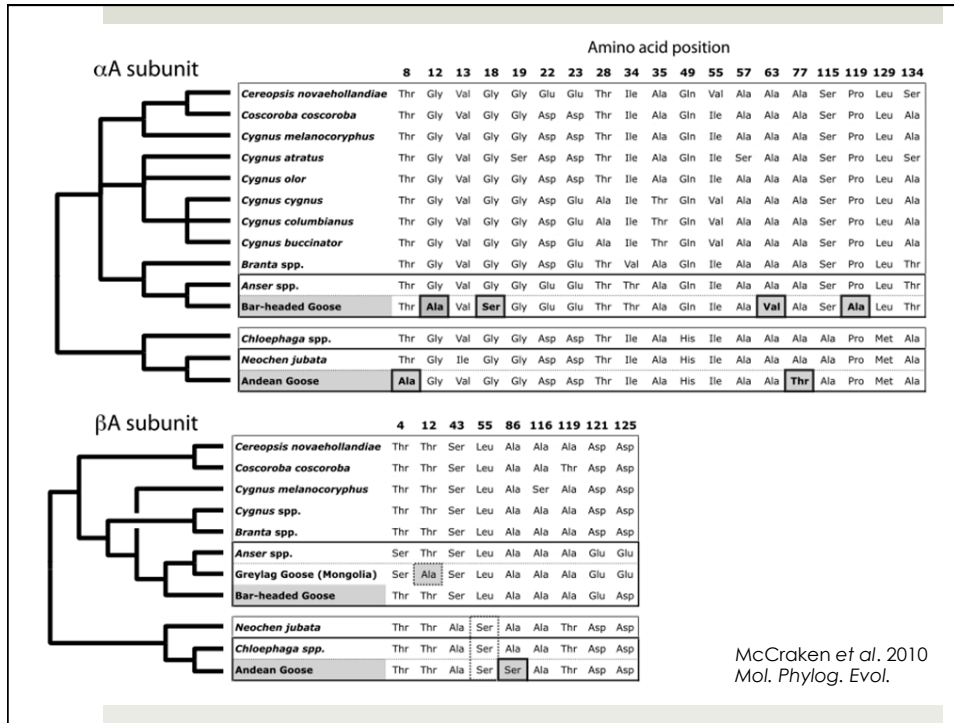 Amino acid position
αA subunit
8 12 13 18 19 22 23 28 34 35 49 55 57 63 77 115 119 129 134
Cereopsis novaehollandiae Thr Gly Val Gly Gly Glu Glu Thr Ile Ala Gln Val Ala Ala Ala Ser Pro Leu Ser
Coscoroba coscoroba Thr Gly Val Gly Gly Asp Asp Thr Ile Ala Gln Ile Ala Ala Ala Ser Pro Leu Ala
Cygnus melanocoryphus Thr Gly Val Gly Gly Asp Asp Thr Ile Ala Gln Ile Ala Ala Ala Ser Pro Leu Ala
Cygnus atratus Thr Gly Val Gly Ser Asp Asp Thr Ile Ala Gln Ile Ser Ala Ala Ser Pro Leu Ser
Cygnus olor Thr Gly Val Gly Gly Asp Asp Thr Ile Ala Gln Ile Ala Ala Ala Ser Pro Leu Ala
Cygnus cygnus Thr Gly Val Gly Gly Asp Glu Ala Ile Thr Gln Val Ala Ala Ala Ser Pro Leu Ala
Cygnus columbianus Thr Gly Val Gly Gly Asp Glu Ala Ile Thr Gln Val Ala Ala Ala Ser Pro Leu Ala
Cygnus buccinator Thr Gly Val Gly Gly Asp Glu Ala Ile Thr Gln Val Ala Ala Ala Ser Pro Leu Ala
Branta spp. Thr Gly Val Gly Gly Asp Glu Thr Val Ala Gln Ile Ala Ala Ala Ser Pro Leu Thr
Anser spp. Thr Gly Val Gly Gly Glu Glu Thr Thr Ala Gln Ile Ala Ala Ala Ser Pro Leu Thr
Bar-headed Goose Thr Ala Val Ser Gly Glu Glu Thr Thr Ala Gln Ile Ala Val Ala Ser Ala Leu Thr
Chloephaga spp. Thr Gly Val Gly Gly Asp Asp Thr Ile Ala His Ile Ala Ala Ala Ala Pro Met Ala
Neochen jubata Thr Gly Ile Gly Gly Asp Asp Thr Ile Ala His Ile Ala Ala Ala Ala Pro Met Ala
Andean Goose Ala Gly Val Gly Gly Asp Asp Thr Ile Ala His Ile Ala Ala Thr Ala Pro Met Ala
βA subunit
4 12 43 55 86 116 119 121 125
Cereopsis novaehollandiae Thr Thr Ser Leu Ala Ala Ala Asp Asp
Coscoroba coscoroba Thr Thr Ser Leu Ala Ala Thr Asp Asp
Cygnus melanocoryphus Thr Thr Ser Leu Ala Ser Ala Asp Asp
Cygnus spp. Thr Thr Ser Leu Ala Ala Ala Asp Asp
Branta spp. Thr Thr Ser Leu Ala Ala Ala Asp Asp
Anser spp. Ser Thr Ser Leu Ala Ala Ala Glu Glu
Greylag Goose (Mongolia) Ser Ala Ser Leu Ala Ala Ala Glu Glu
Bar-headed Goose Thr Thr Ser Leu Ala Ala Ala Glu Asp
Neochen jubata Thr Thr Ala Ser Ala Ala Thr Asp Asp
Chloephaga spp. Thr Thr Ala Ser Ala Ala Thr Asp Asp
Andean Goose Thr Thr Ala Ser Ser Ala Thr Asp Asp
McCraken et al. 2010
Mol. Phylog. Evol.